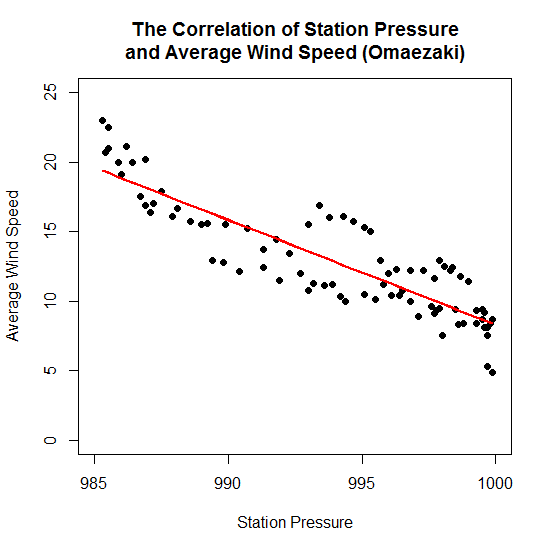 The Correlation of Station Pressure
and Average Wind Speed (Omaezaki)
Average Wind Speed
25
20
15
10
5
0
985 990 995 1000
Station Pressure